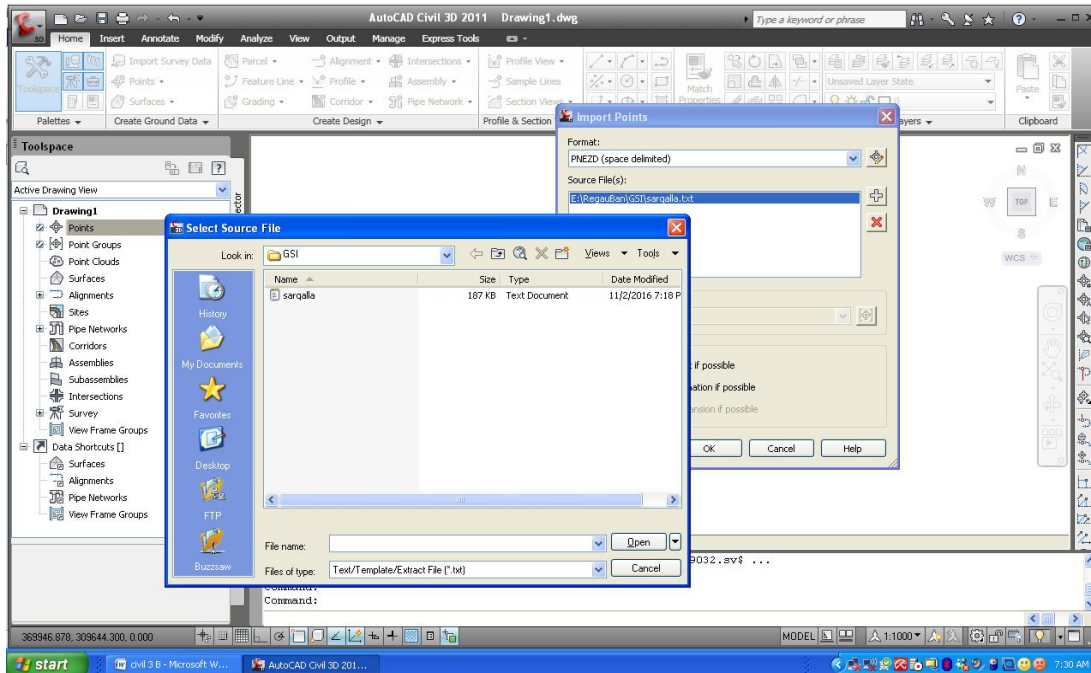 AutoCAD Civil 3D 2011 Drawing1.dwg
Type a keyword or phrase
3D
Home Insert Annotate Modify Analyze View Output Manage Express Tools
Toolspace
Import Survey Data
Points
Surfaces
Parcel
Feature Line
Grading
Alignment
Profile
Corridor
Intersections
Assembly
Pipe Network
Profile View
Sample Lines
Section Views
Match
Properties
Unsaved Layer State
0
Paste
Palettes
Create Ground Data
Create Design
Profile & Section
ayers
Clipboard
Toolspace
Active Drawing View
Drawing1
Points
Point Groups
Point Clouds
Surfaces
Alignments
Sites
Pipe Networks
Corridors
Assemblies
Subassemblies
Intersections
Survey
View Frame Groups
Data Shortcuts []
Surfaces
Alignments
Pipe Networks
View Frame Groups
ector
Import Points
Format:
PNEZD (space delimited)
Source File(s):
E:\RegauBan\GSI\sarqalla.txt
if possible
ation if possible
ension if possible
OK Cancel Help
Select Source File
Look in: GSI
Views Tools
Name Size Type Date Modified
sarqalla 187 KB Text Document 11/2/2016 7:18 P
History
My Documents
Favorites
Desktop
FTP
Buzzsaw
File name: Open
Files of type: Text/Template/Extract File (*.txt) Cancel
N
W TOP E
S
WCS
9032.sv$ ...
Command:
Command:
369946.878, 309644.300, 0.000
MODEL 1:1000
start civil 3 B - Microsoft W... AutoCAD Civil 3D 201... 7:30 AM